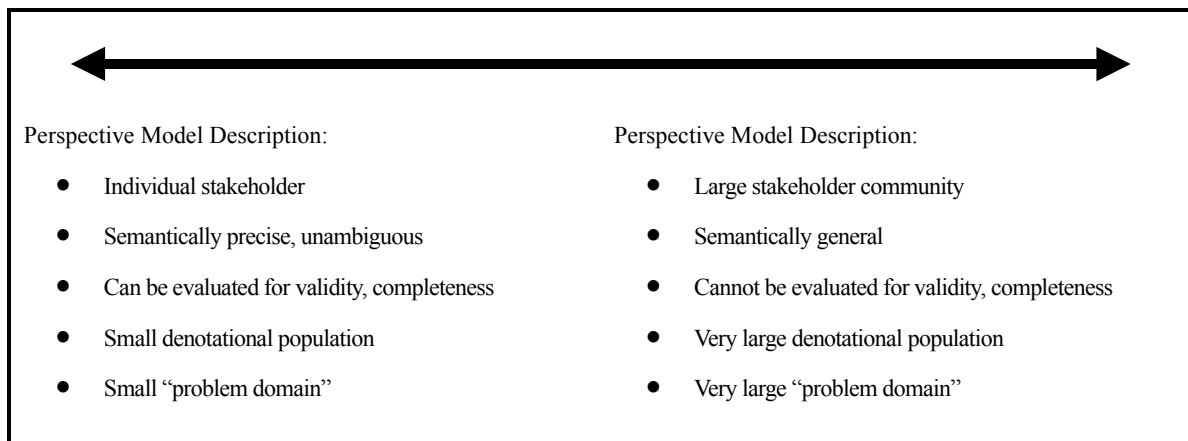 Perspective Model Description:
● Individual stakeholder
● Semantically precise, unambiguous
● Can be evaluated for validity, completeness
● Small denotational population
● Small “problem domain”
Perspective Model Description:
● Large stakeholder community
● Semantically general
● Cannot be evaluated for validity, completeness
● Very large denotational population
● Very large “problem domain”